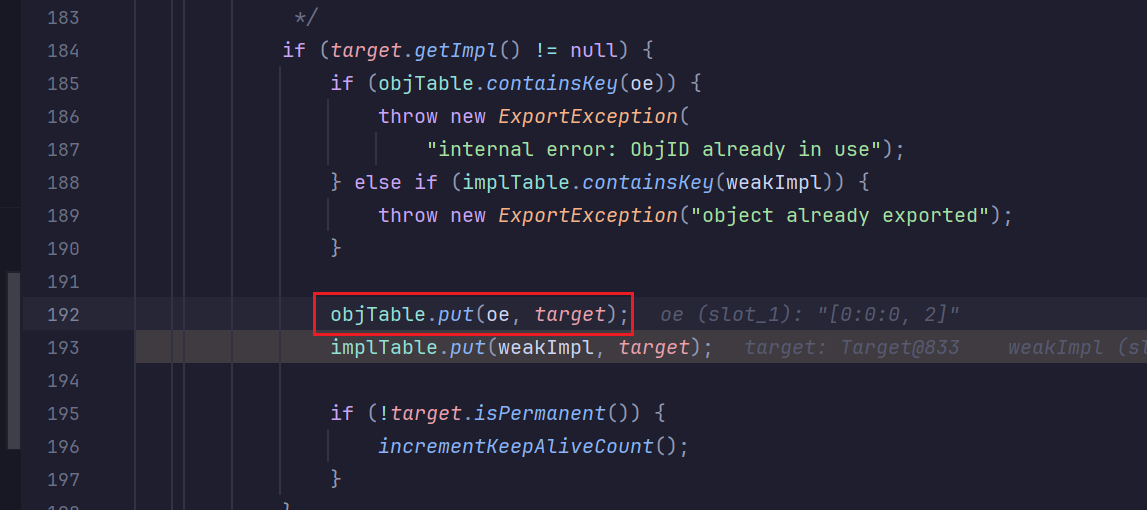 183 */
184 if (target.getImpl() != null) {
185 if (objTable.containsKey(oe)) {
186 throw new ExportException(
187 "internal error: ObjID already in use");
188 } else if (implTable.containsKey(weakImpl)) {
189 throw new ExportException("object already exported");
190 }
191
192 objTable.put(oe, target); oe (slot_1): "[0:0:0, 2]"
193 implTable.put(weakImpl, target); target: Target@833 weakImpl (sl
194
195 if (!target.isPermanent()) {
196 incrementKeepAliveCount();
197 }
}